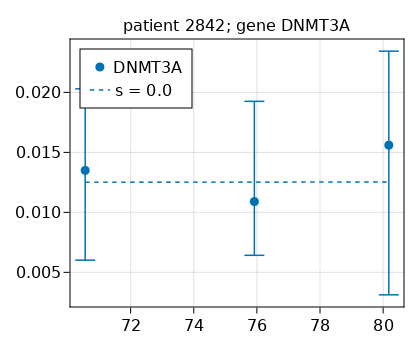 patient 2842; gene DNMT3A
DNMT3A
s = 0.0
0.020
0.015
0.010
0.005
72 74 76 78 80